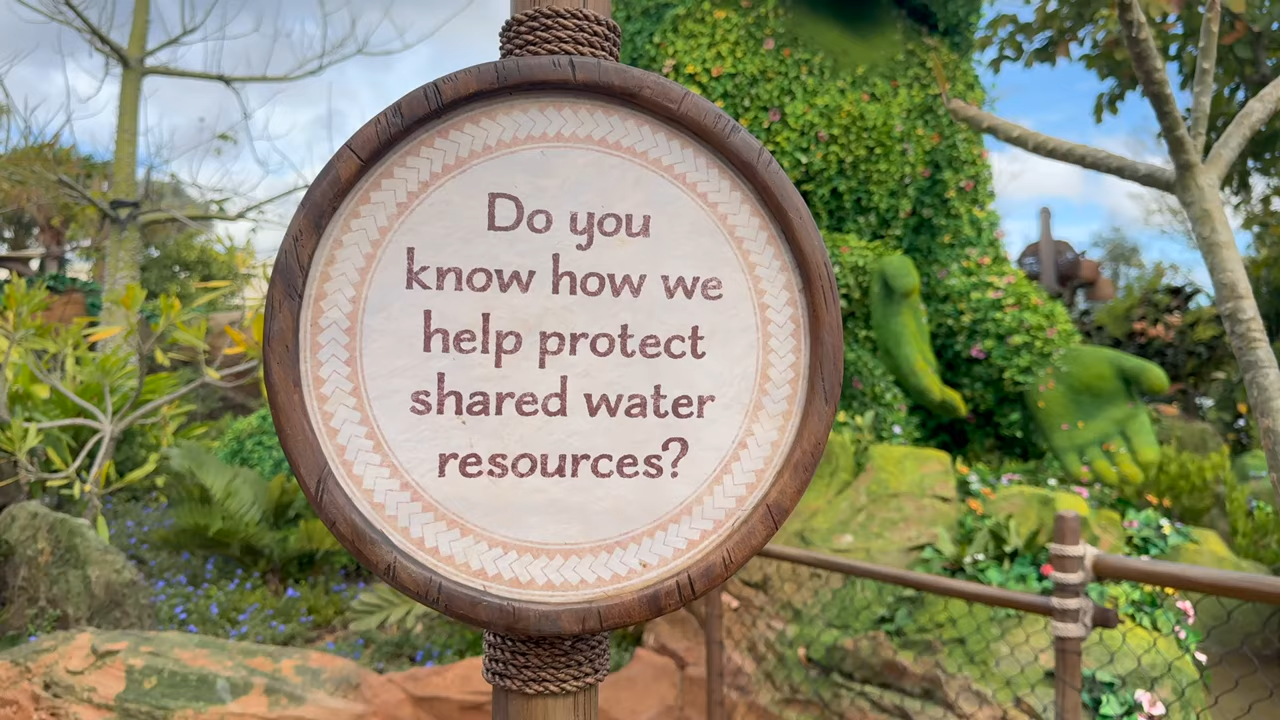 Do you
know how we
help protect
shared water
resources?